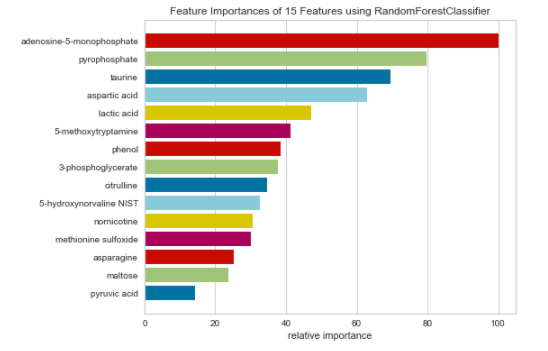 Feature Importances of 15 Features using RandomForestClassifier
adenosine-5-monophosphate
pyrophosphate
taurine
aspartic acid
lactic acid
5-methoxytryptamine
phenol
3-phosphoglycerate
citrulline
5-hydroxynorvaline NIST
nornicotine
methionine sulfoxide
asparagine
maltose
pyruvic acid
0 20 40 60 80 100
relative importance